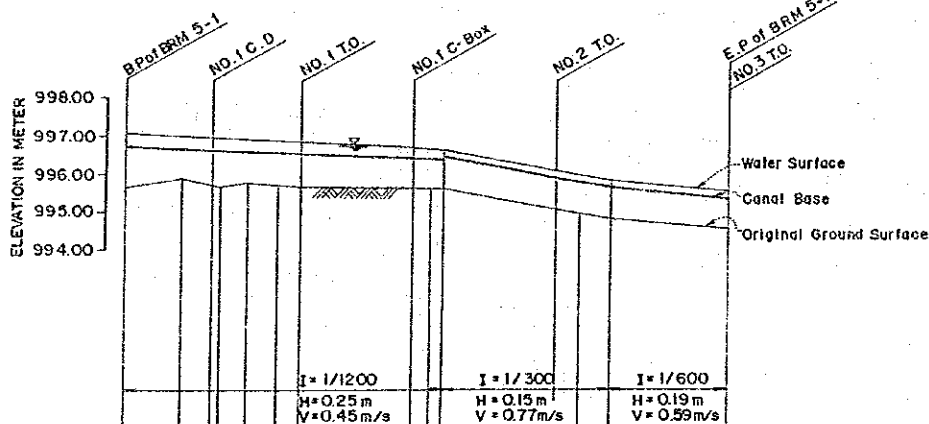 B.P of BRM 5-1
NO.1 C.D
NO.1 T.O.
NO.1 C-Box
NO.2 T.O.
E.P of BRM 5-
NO.3 T.O.
ELEVATION IN METER
998.00
997.00
996.00
995.00
994.00
Water Surface
Canal Base
Original Ground Surface
I = 1/1200
H = 0.25 m
V = 0.45 m/s
I = 1/300
H = 0.15 m
V = 0.77 m/s
I = 1/600
H = 0.19 m
V = 0.59 m/s